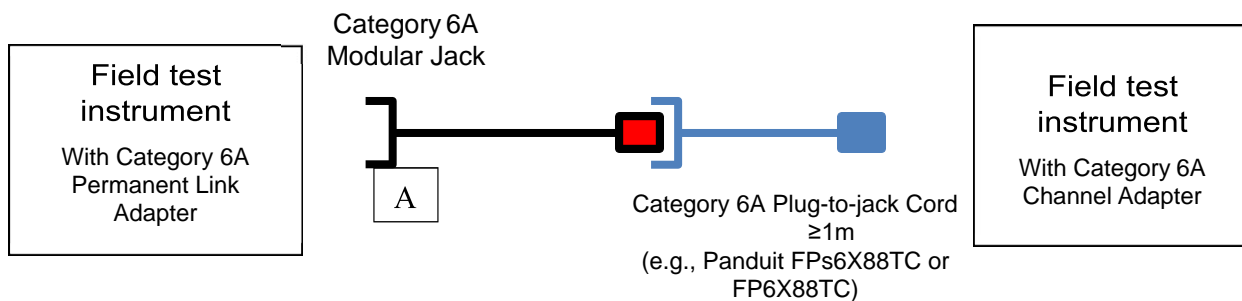 Field test
instrument
With Category 6A
Permanent Link
Adapter
Category 6A
Modular Jack
A
Category 6A Plug-to-jack Cord
≥1m
(e.g., Panduit FPs6X88TC or
FP6X88TC)
Field test
instrument
With Category 6A
Channel Adapter